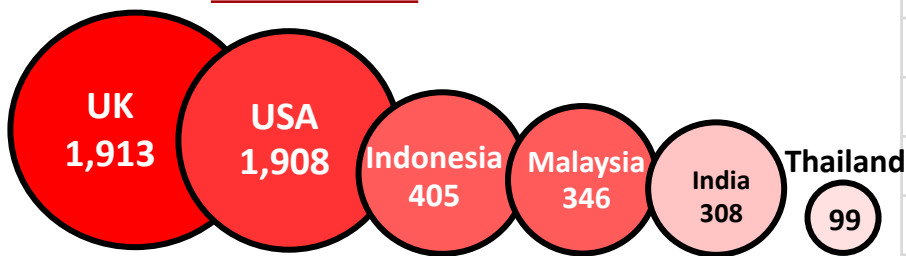 UK
1,913
USA
1,908
Indonesia
405
Malaysia
346
India
308
Thailand
99